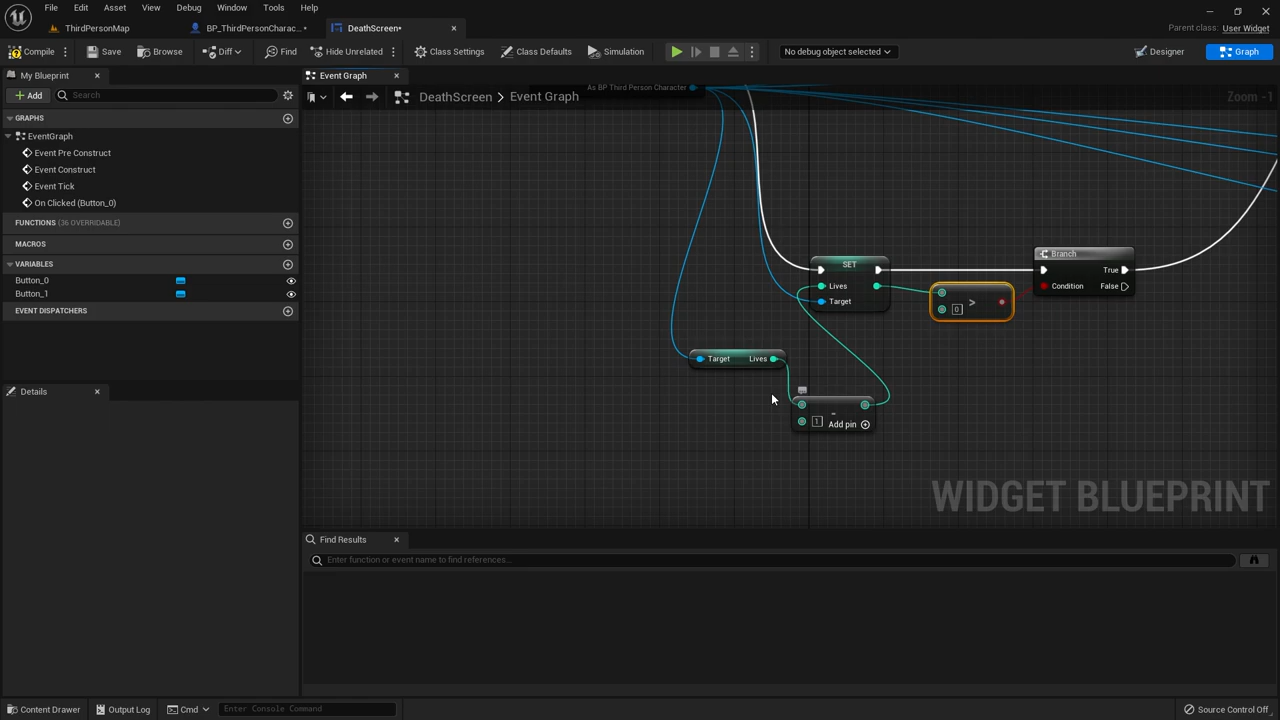 File Edit Asset View Debug Window Tools Help
ThirdPersonMap
BP_ThirdPersonCharac...•
DeathScreen•
Parent class: User Widget
Compile Save Browse Diff Find Hide Unrelated Class Settings Class Defaults Simulation No debug object selected Designer Graph
My Blueprint
Event Graph
Add Search
DeathScreen > Event Graph
Zoom -1
As BP Third Person Character
GRAPHS
EventGraph
Event Pre Construct
Event Construct
Event Tick
On Clicked (Button_0)
FUNCTIONS (36 OVERRIDABLE)
MACROS
VARIABLES
Button_0
Button_1
EVENT DISPATCHERS
Details
SET
Lives
Target
0 >
Branch
True
Condition False
Target Lives
-
1 Add pin
WIDGET BLUEPRINT
Find Results
Enter function or event name to find references...
Content Drawer Output Log Cmd Enter Console Command Source Control Off